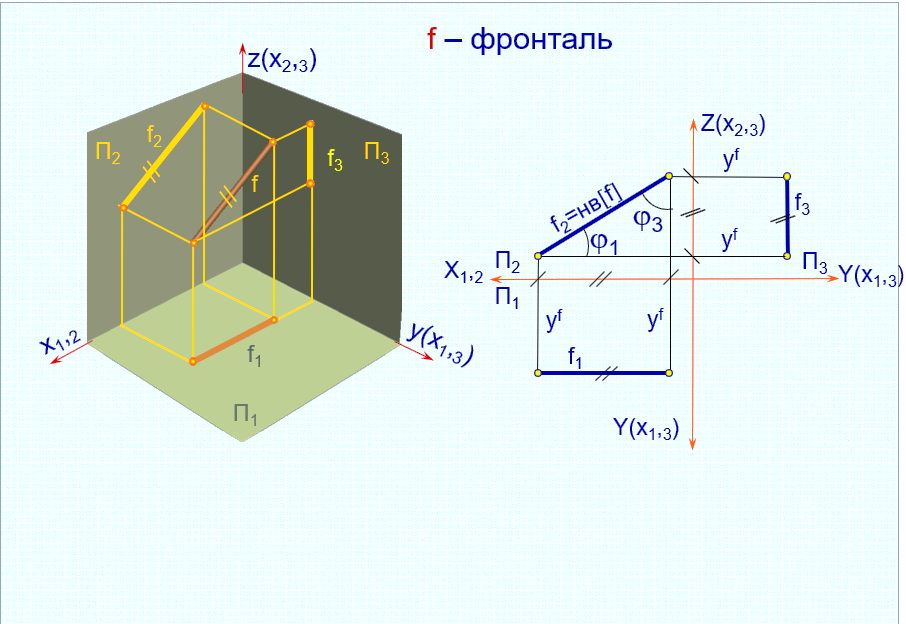 f – фронталь
z(x2,3)
П2
f2
f
f3
П3
x1,2
f1
y(x1,3)
П1
Z(x2,3)
yf
f2=нв[f]
φ3
f3
φ1
yf
П2
П3
X1,2
Y(x1,3)
П1
yf
yf
f1
Y(x1,3)